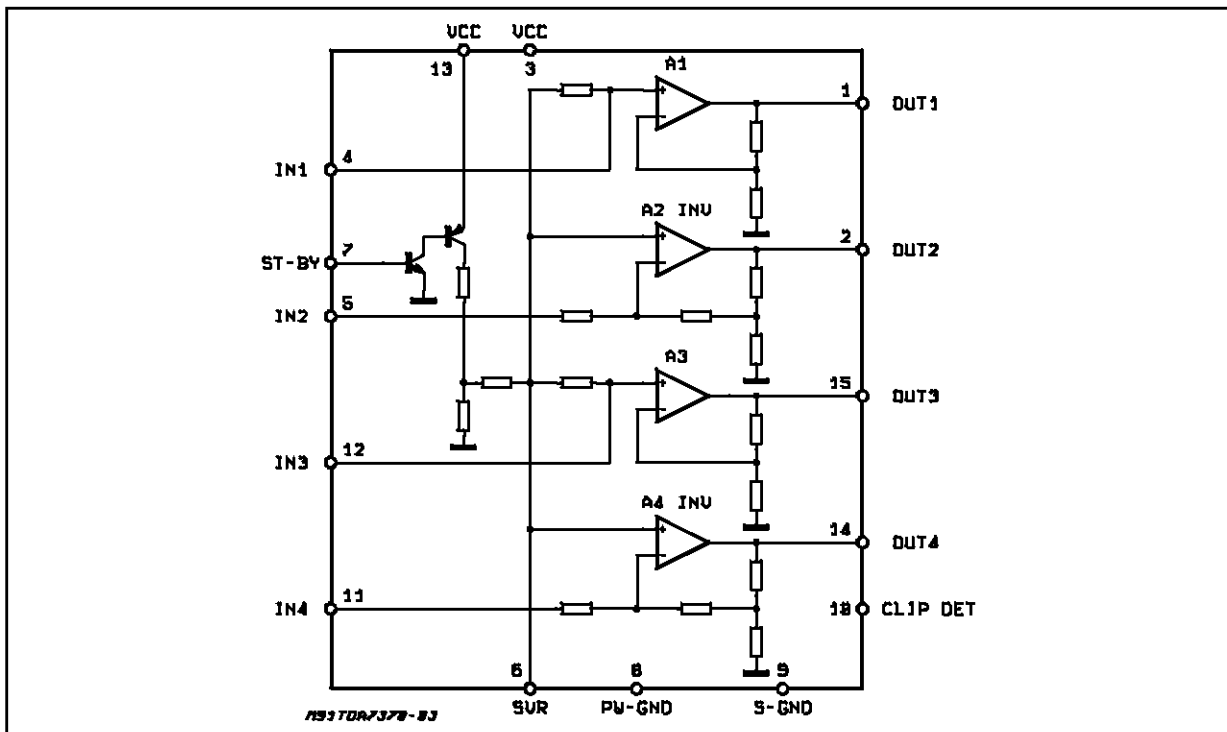 VCC VCC
13 3 A1
1 OUT1
4
IN1
A2 INV
7 2 OUT2
ST-BY
5
IN2
A3
15 OUT3
12
IN3
A4 INV
14 OUT4
11
IN4 10 CLIP DET
6 8 9
SVR PW-GND S-GND
M93TDA7370-03